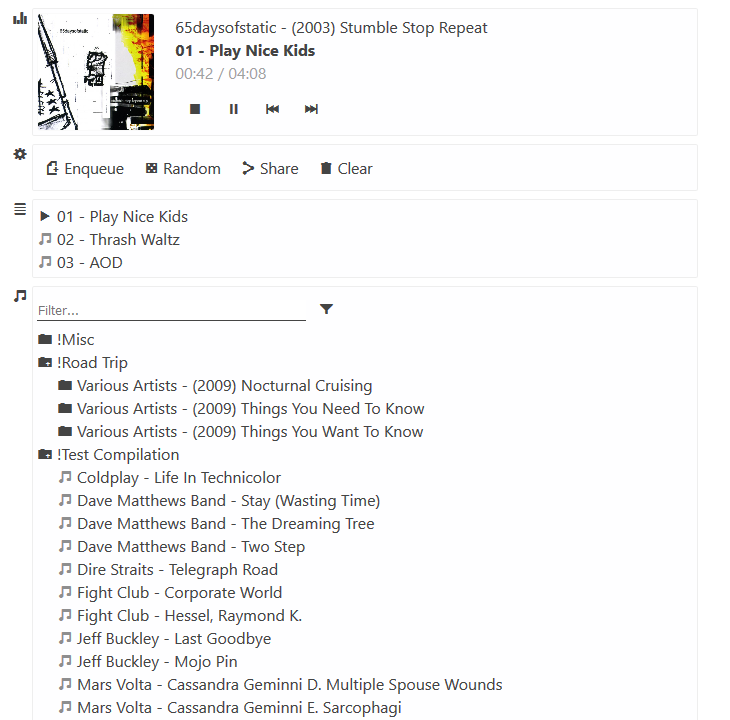 65daysofstatic
65daysofstatic - (2003) Stumble Stop Repeat
01 - Play Nice Kids
00:42 / 04:08
Enqueue Random Share Clear
01 - Play Nice Kids
02 - Thrash Waltz
03 - AOD
Filter...
!Misc
!Road Trip
Various Artists - (2009) Nocturnal Cruising
Various Artists - (2009) Things You Need To Know
Various Artists - (2009) Things You Want To Know
!Test Compilation
Coldplay - Life In Technicolor
Dave Matthews Band - Stay (Wasting Time)
Dave Matthews Band - The Dreaming Tree
Dave Matthews Band - Two Step
Dire Straits - Telegraph Road
Fight Club - Corporate World
Fight Club - Hessel, Raymond K.
Jeff Buckley - Last Goodbye
Jeff Buckley - Mojo Pin
Mars Volta - Cassandra Geminni D. Multiple Spouse Wounds
Mars Volta - Cassandra Geminni E. Sarcophagi